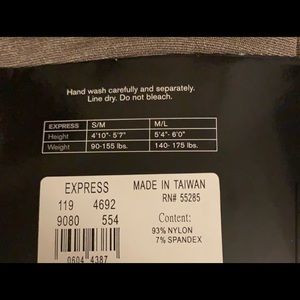 Hand wash carefully and separately.
Line dry. Do not bleach.
EXPRESS S/M M/L
Height 4'10"- 5'7" 5'4"- 6'0"
Weight 90-155 lbs. 140- 175 lbs.
EXPRESS MADE IN TAIWAN
119 4692 RN# 55285
9080 554 Content:
93% NYLON
7% SPANDEX
0604 4387